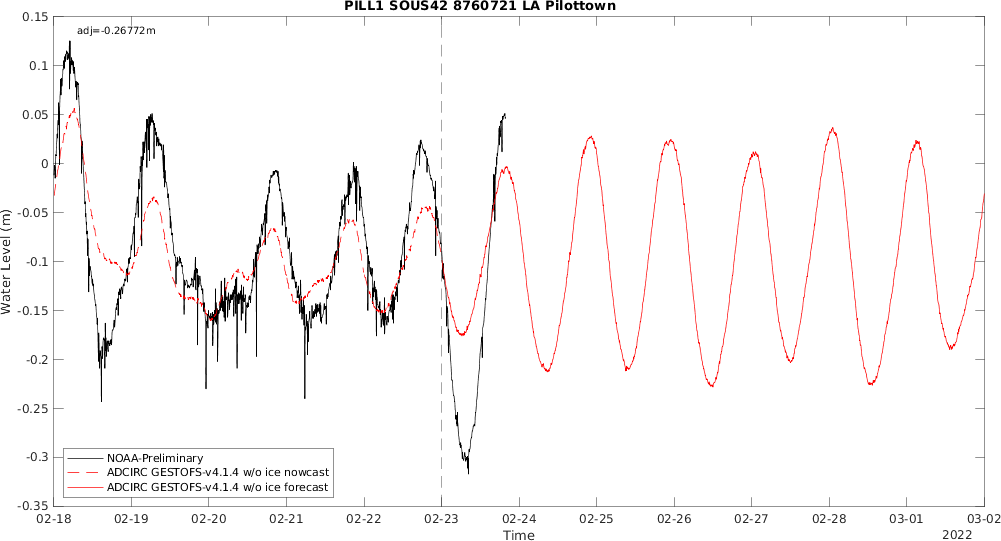 PILL1 SOUS42 8760721 LA Pilottown
adj=-0.26772m
0.15
0.1
0.05
0
-0.05
-0.1
-0.15
-0.2
-0.25
-0.3
-0.35
Water Level (m)
NOAA-Preliminary
ADCIRC GESTOFS-v4.1.4 w/o ice nowcast
ADCIRC GESTOFS-v4.1.4 w/o ice forecast
02-18 02-19 02-20 02-21 02-22 02-23 02-24 02-25 02-26 02-27 02-28 03-01 03-02
Time
2022